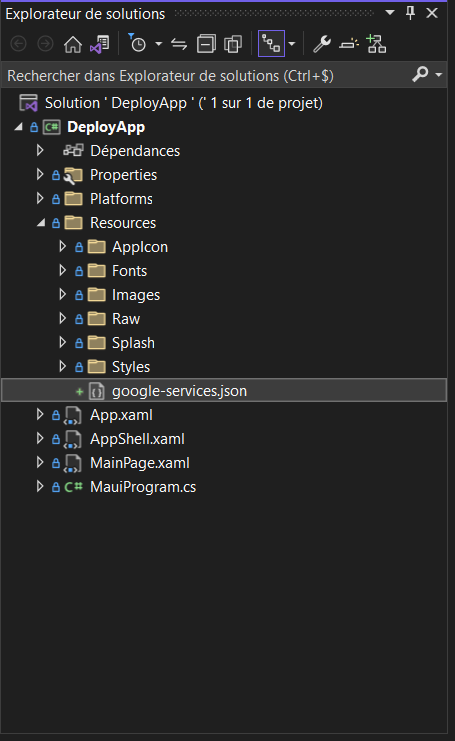 Explorateur de solutions
Rechercher dans Explorateur de solutions (Ctrl+$)
Solution ' DeployApp ' (' 1 sur 1 de projet)
C# DeployApp
Dépendances
Properties
Platforms
Resources
AppIcon
Fonts
Images
Raw
Splash
Styles
google-services.json
App.xaml
AppShell.xaml
MainPage.xaml
C# MauiProgram.cs